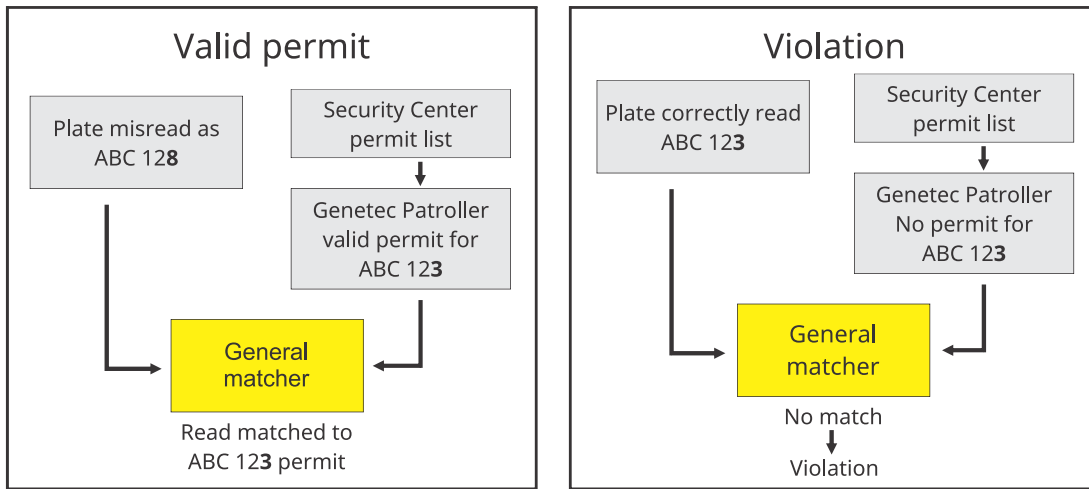 Valid permit
Plate misread as
ABC 128
Security Center
permit list
Genetec Patroller
valid permit for
ABC 123
General
matcher
Read matched to
ABC 123 permit
Violation
Plate correctly read
ABC 123
Security Center
permit list
Genetec Patroller
No permit for
ABC 123
General
matcher
No match
Violation